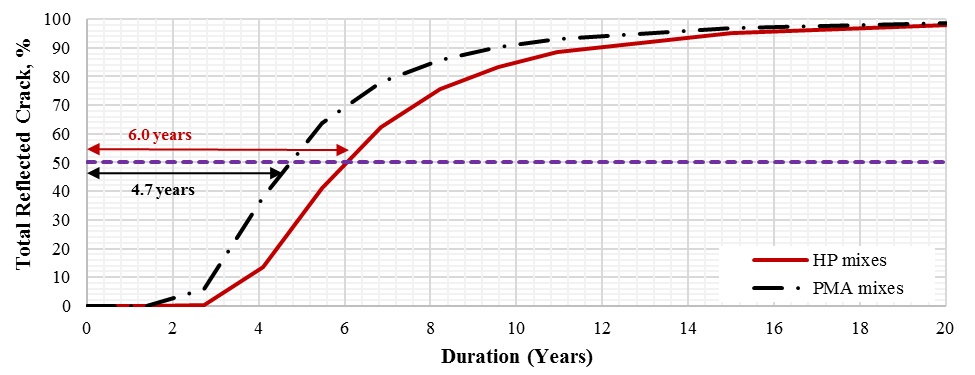 Total Reflected Crack, %
100
90
80
70
60
50
40
30
20
10
0
6.0 years
4.7 years
HP mixes
PMA mixes
0 2 4 6 8 10 12 14 16 18 20
Duration (Years)